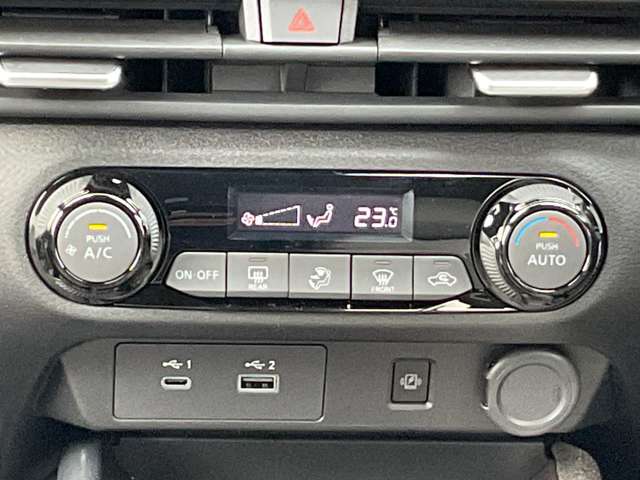 23.0°C
PUSH
A/C
PUSH
AUTO
ON·OFF
REAR
FRONT
1
2